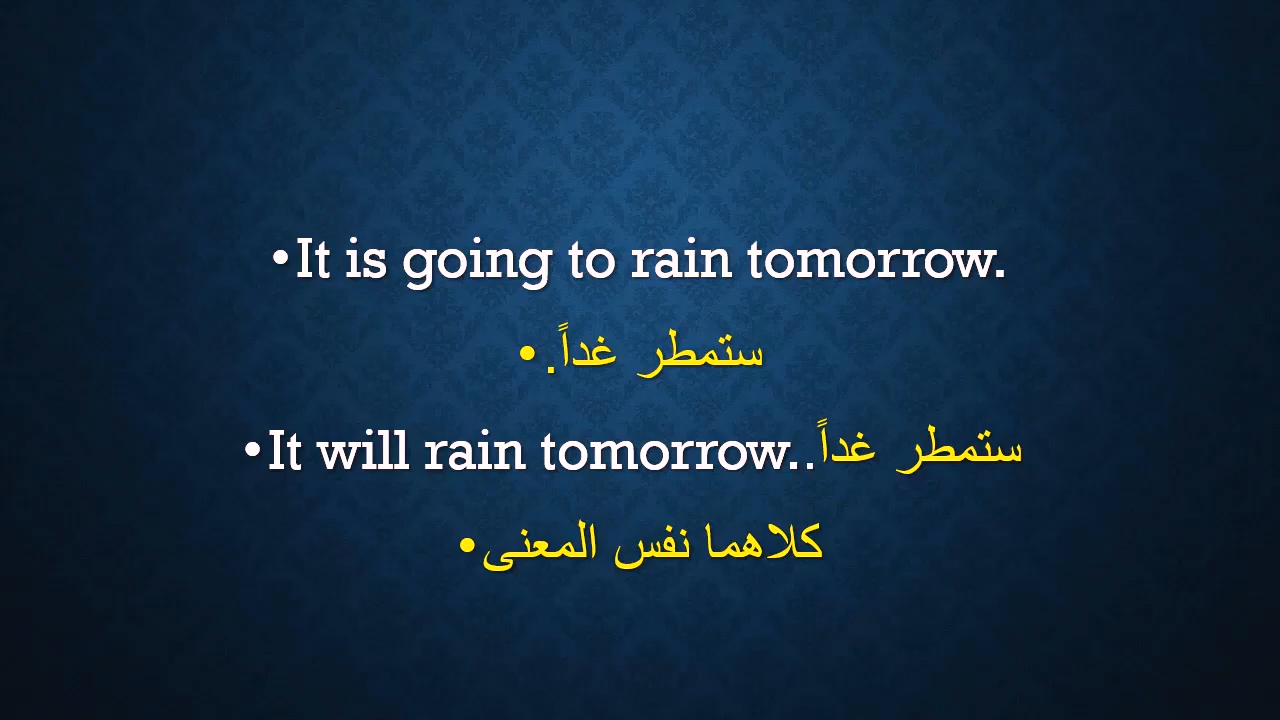 •It is going to rain tomorrow.
•ستمطر غداً.
•It will rain tomorrow..ستمطر غداً
•كلاهما نفس المعنى